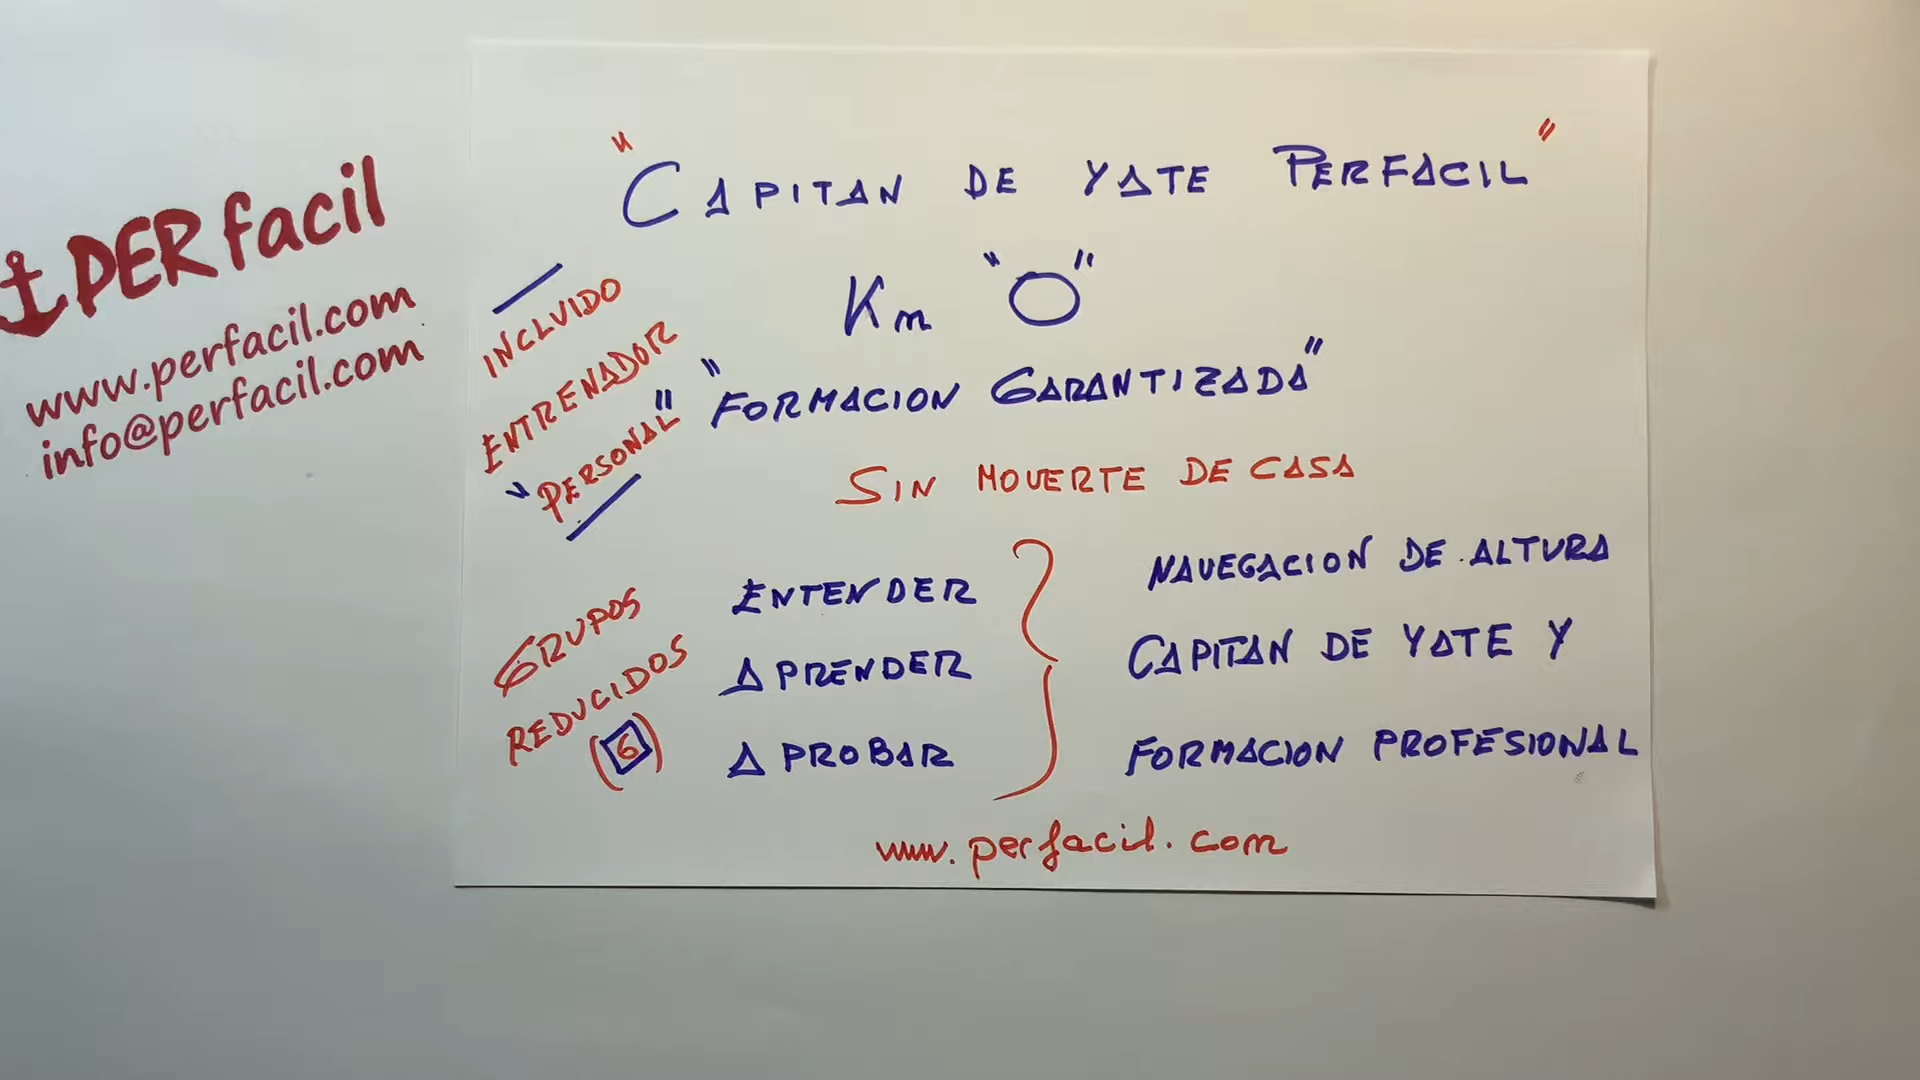 PERfacil
www.perfacil.com
info@perfacil.com
"CAPITAN DE YATE PERFACIL"
Km "O"
INCLUIDO
ENTRENADOR
"PERSONAL"
"FORMACION GARANTIZADA"
SIN MOVERTE DE CASA
GRUPOS
REDUCIDOS
(6)
ENTENDER
APRENDER
APROBAR
NAVEGACION DE ALTURA
CAPITAN DE YATE Y
FORMACION PROFESIONAL
www.perfacil.com